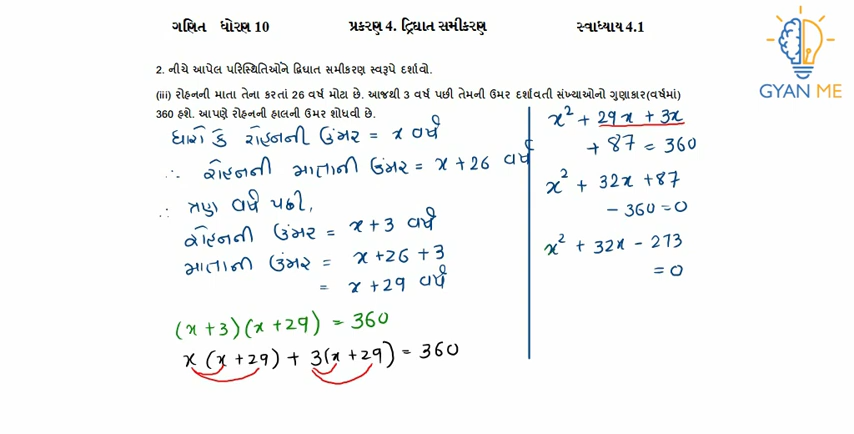 ગણિત ધોરણ 10 પ્રકરણ 4. દ્વિઘાત સમીકરણ સ્વાધ્યાય 4.1
GYAN ME
2. નીચે આપેલ પરિસ્થિતિઓને દ્વિઘાત સમીકરણ સ્વરૂપે દર્શાવો.
(iii) રોહનની માતા તેના કરતાં 26 વર્ષ મોટા છે. આજથી 3 વર્ષ પછી તેમની ઉમર દર્શાવતી સંખ્યાઓનો ગુણાકાર(વર્ષમાં)
360 હશે. આપણે રોહનની હાલની ઉમર શોધવી છે.
ધારો કે રોહનની ઉંમર = x વર્ષ
∴ રોહનની માતાની ઉંમર = x + 26 વર્ષ
∴ ત્રણ વર્ષ પછી,
રોહનની ઉંમર = x + 3 વર્ષ
માતાની ઉંમર = x + 26 + 3
= x + 29 વર્ષ
(x + 3) (x + 29) = 360
x (x + 29) + 3(x + 29) = 360
x² + 29x + 3x
+ 87 = 360
x² + 32x + 87
- 360 = 0
x² + 32x - 273
= 0